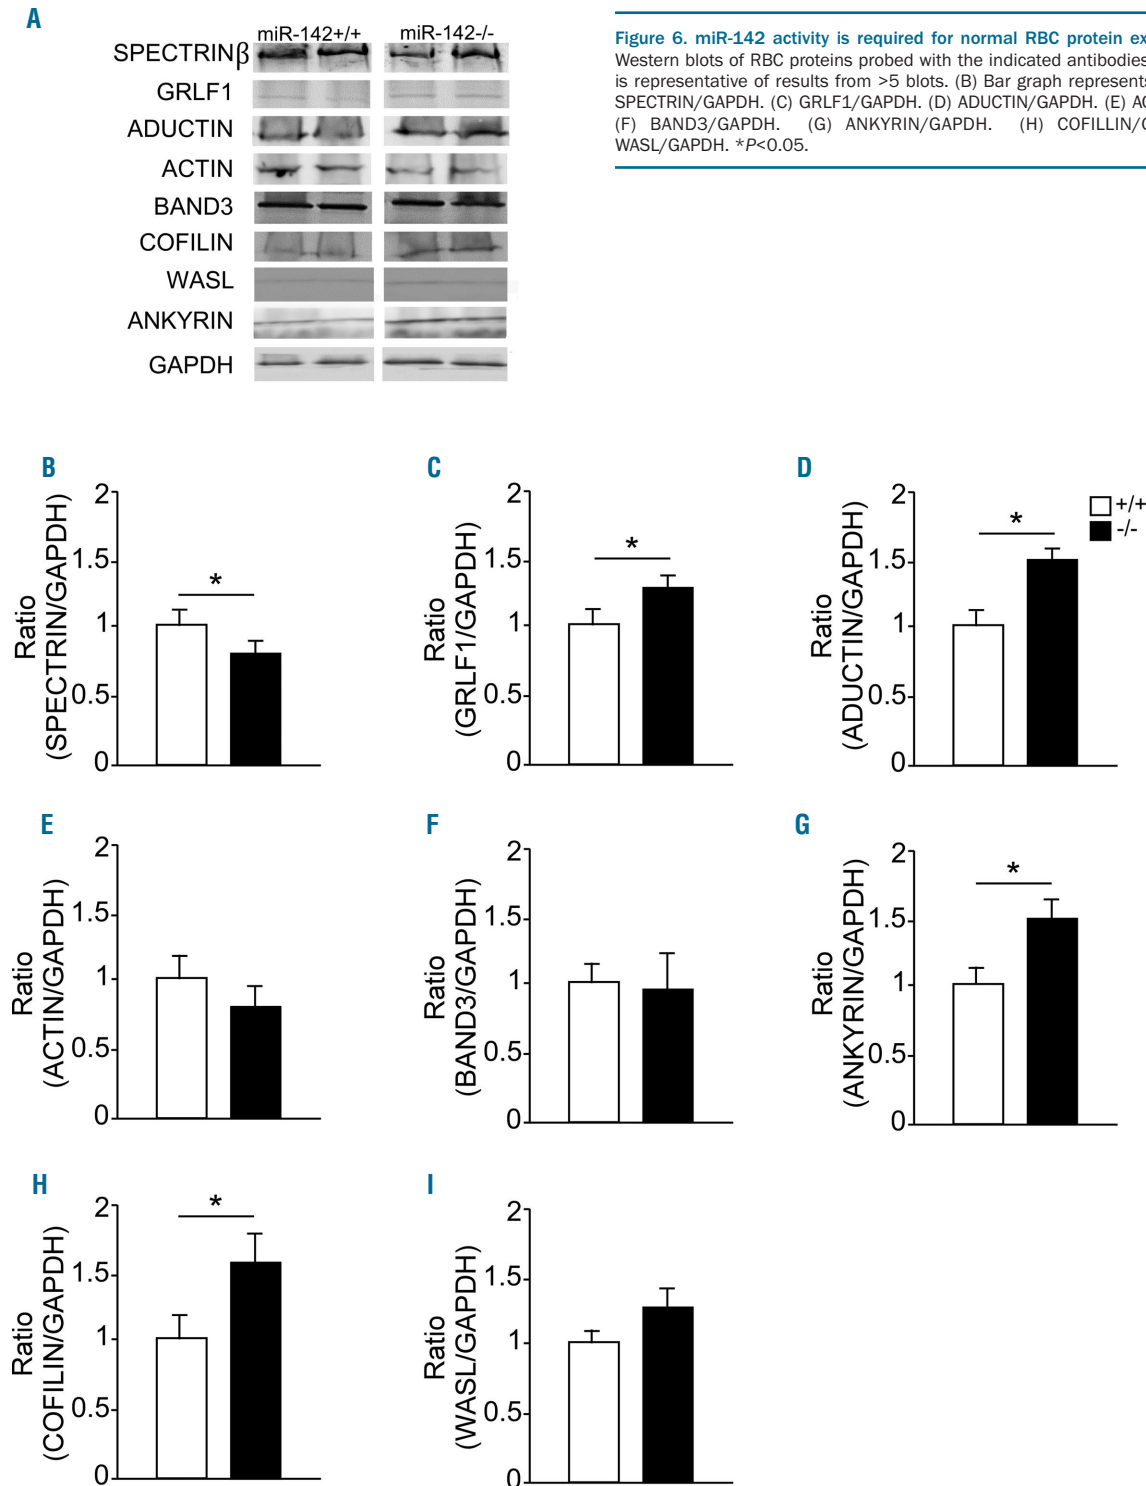 A
miR-142+/+ miR-142-/-
SPECTRINβ
GRLF1
ADUCTIN
ACTIN
BAND3
COFILIN
WASL
ANKYRIN
GAPDH
Figure 6. miR-142 activity is required for normal RBC protein ex
Western blots of RBC proteins probed with the indicated antibodies
is representative of results from >5 blots. (B) Bar graph represents
SPECTRIN/GAPDH. (C) GRLF1/GAPDH. (D) ADUCTIN/GAPDH. (E) AC
(F) BAND3/GAPDH. (G) ANKYRIN/GAPDH. (H) COFILLIN/G
WASL/GAPDH. *P<0.05.
B
Ratio
(SPECTRIN/GAPDH)
2
1.5
1
0.5
0
*
C
Ratio
(GRLF1/GAPDH)
2
1.5
1
0.5
0
*
D
Ratio
(ADUCTIN/GAPDH)
2
1.5
1
0.5
0
*
+/+
-/-
E
Ratio
(ACTIN/GAPDH)
2
1.5
1
0.5
0
F
Ratio
(BAND3/GAPDH)
2
1.5
1
0.5
0
G
Ratio
(ANKYRIN/GAPDH)
2
1.5
1
0.5
0
*
H
Ratio
(COFILIN/GAPDH)
2
1.5
1
0.5
0
*
I
Ratio
(WASL/GAPDH)
2
1.5
1
0.5
0